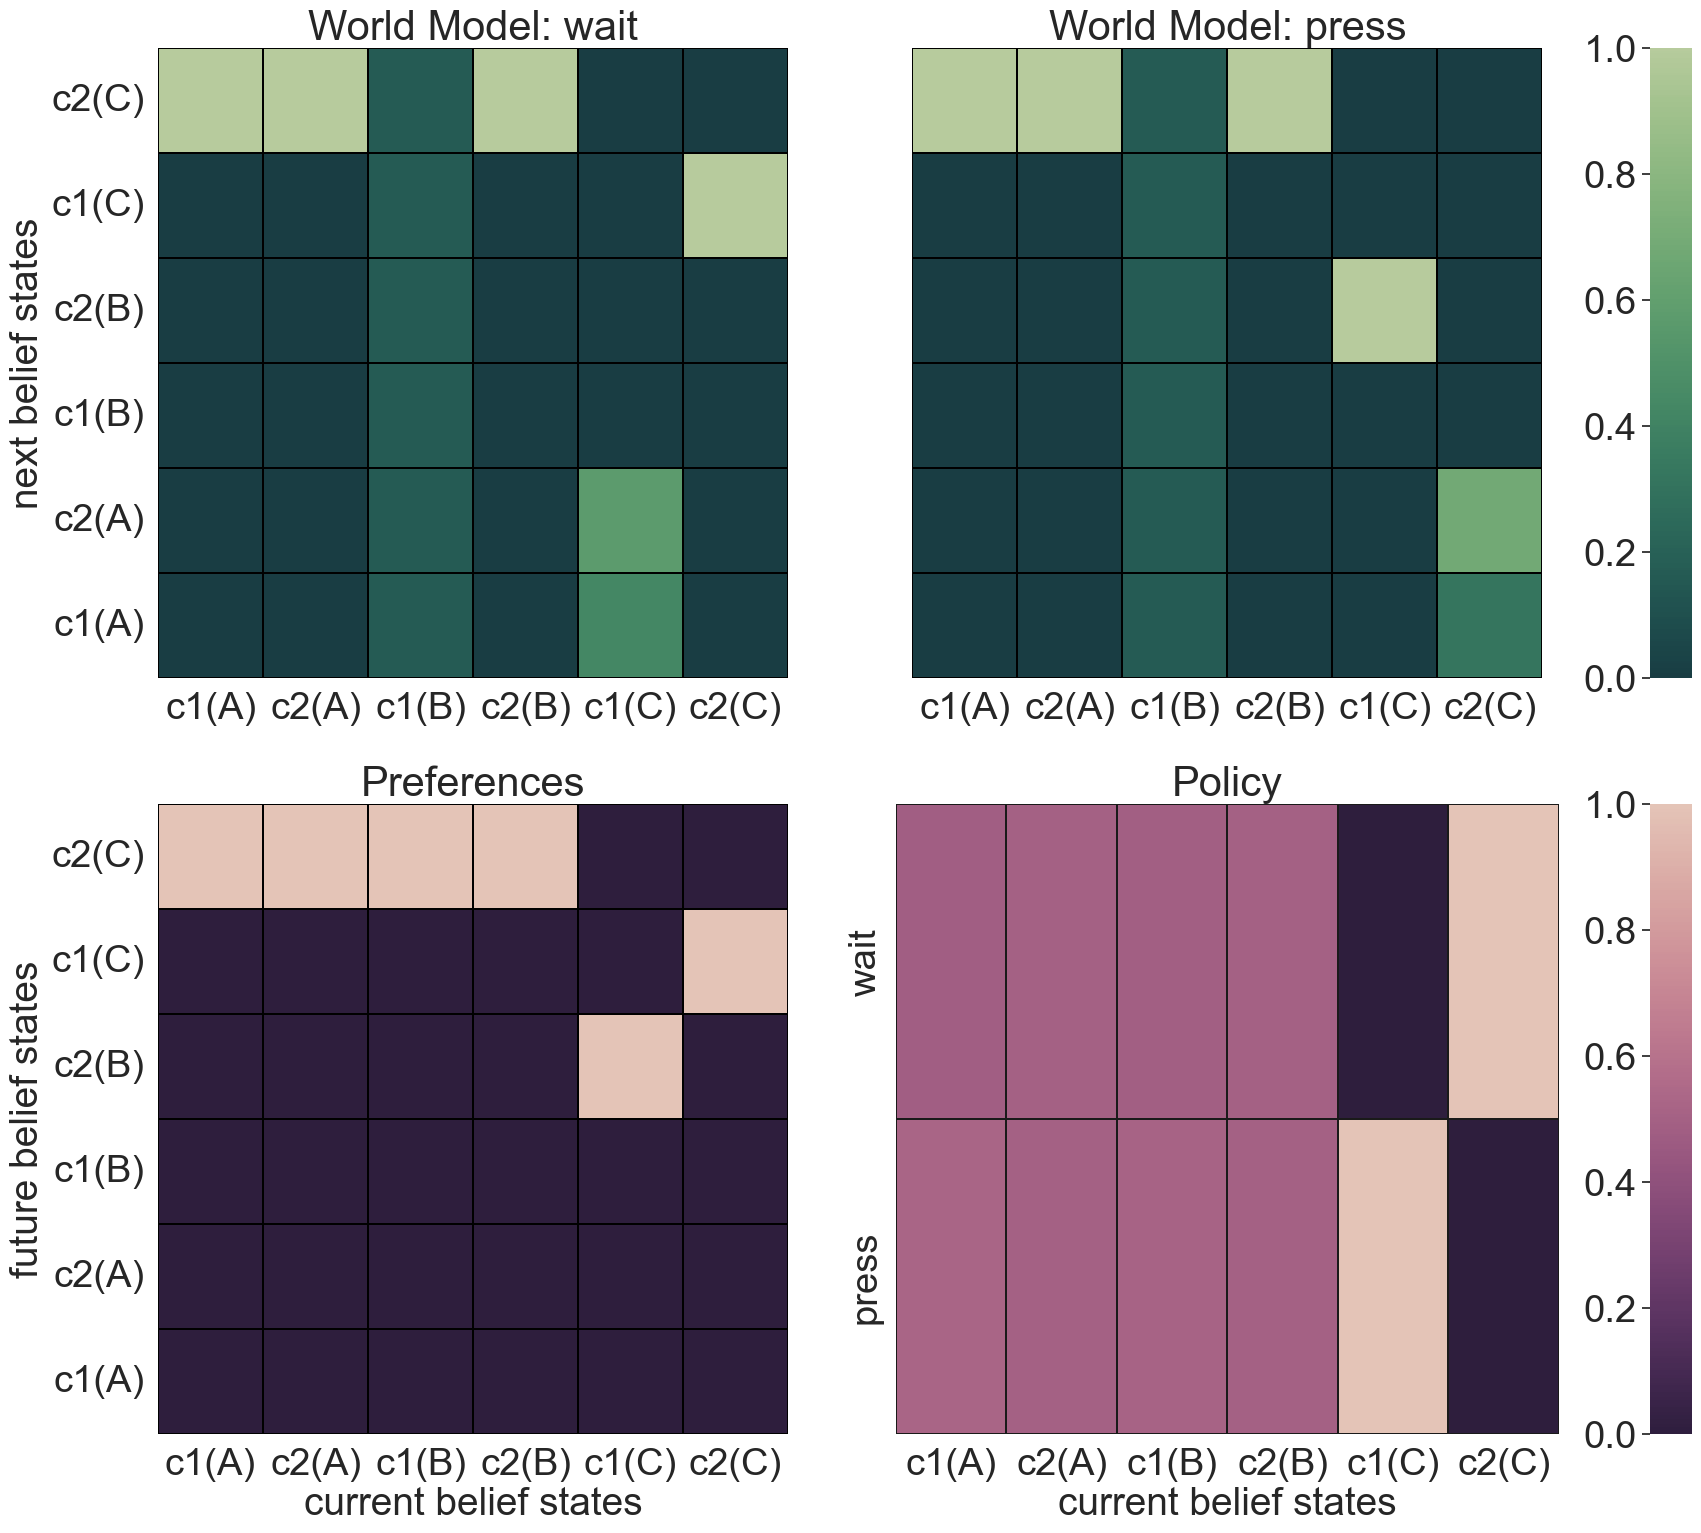 World Model: wait
World Model: press
next belief states
c2(C)
c1(C)
c2(B)
c1(B)
c2(A)
c1(A)
c1(A) c2(A) c1(B) c2(B) c1(C) c2(C)
c1(A) c2(A) c1(B) c2(B) c1(C) c2(C)
1.0
0.8
0.6
0.4
0.2
0.0
Preferences
Policy
future belief states
c2(C)
c1(C)
c2(B)
c1(B)
c2(A)
c1(A)
c1(A) c2(A) c1(B) c2(B) c1(C) c2(C)
current belief states
wait
press
c1(A) c2(A) c1(B) c2(B) c1(C) c2(C)
current belief states
1.0
0.8
0.6
0.4
0.2
0.0